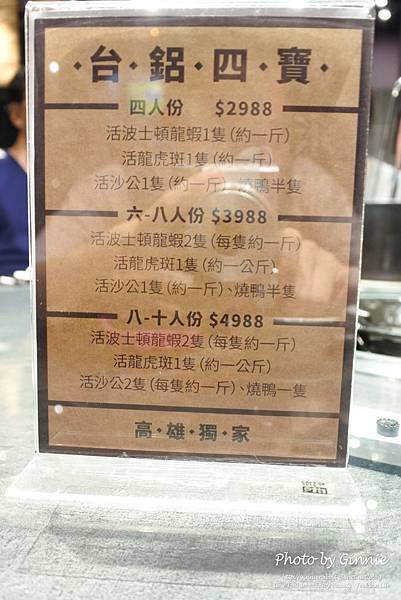 ·台·鋁·四·寶·
四人份 $2988
活波士頓龍蝦1隻(約一斤)
活龍虎斑1隻(約一斤)
活沙公1隻(約一斤)、燒鴨半隻
六-八人份 $3988
活波士頓龍蝦2隻(每隻約一斤)
活龍虎斑1隻(約一公斤)
活沙公1隻(約一斤)、燒鴨半隻
八-十人份 $4988
活波士頓龍蝦2隻(每隻約一斤)
活龍虎斑1隻(約一公斤)
活沙公2隻(每隻約一斤)、燒鴨一隻
高·雄·獨·家
Photo by Ginnie